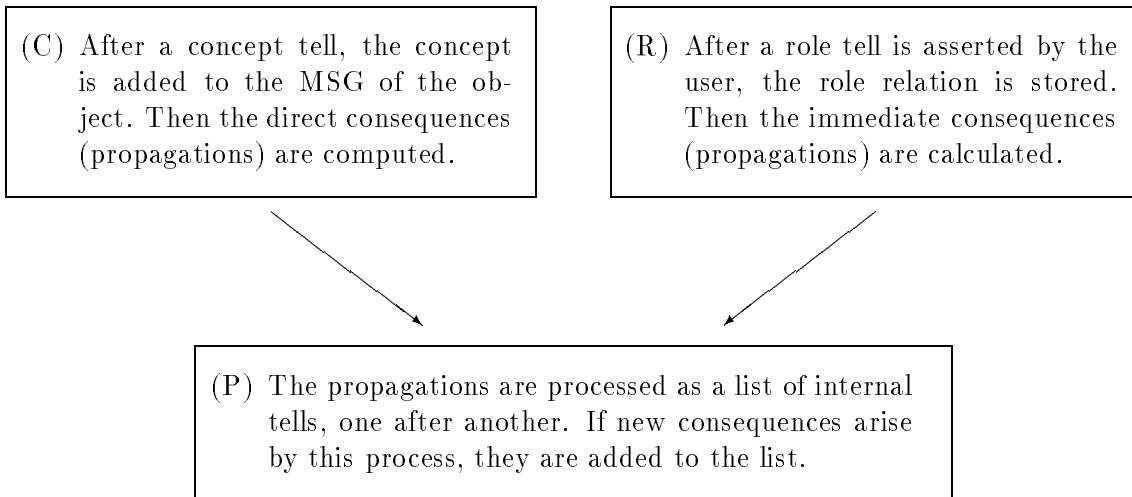 (C) After a concept tell, the concept
is added to the MSG of the ob-
ject. Then the direct consequences
(propagations) are computed.
(R) After a role tell is asserted by the
user, the role relation is stored.
Then the immediate consequences
(propagations) are calculated.
(P) The propagations are processed as a list of internal
tells, one after another. If new consequences arise
by this process, they are added to the list.